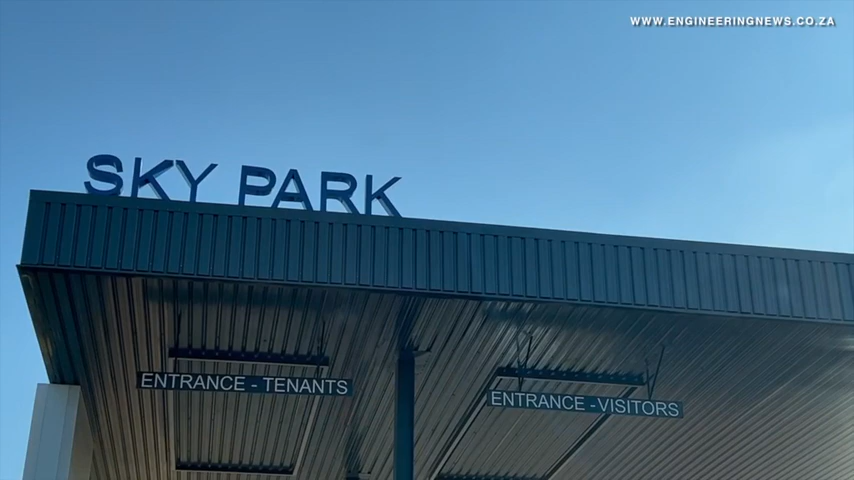 WWW.ENGINEERINGNEWS.CO.ZA
SKY PARK
ENTRANCE - TENANTS
ENTRANCE - VISITORS